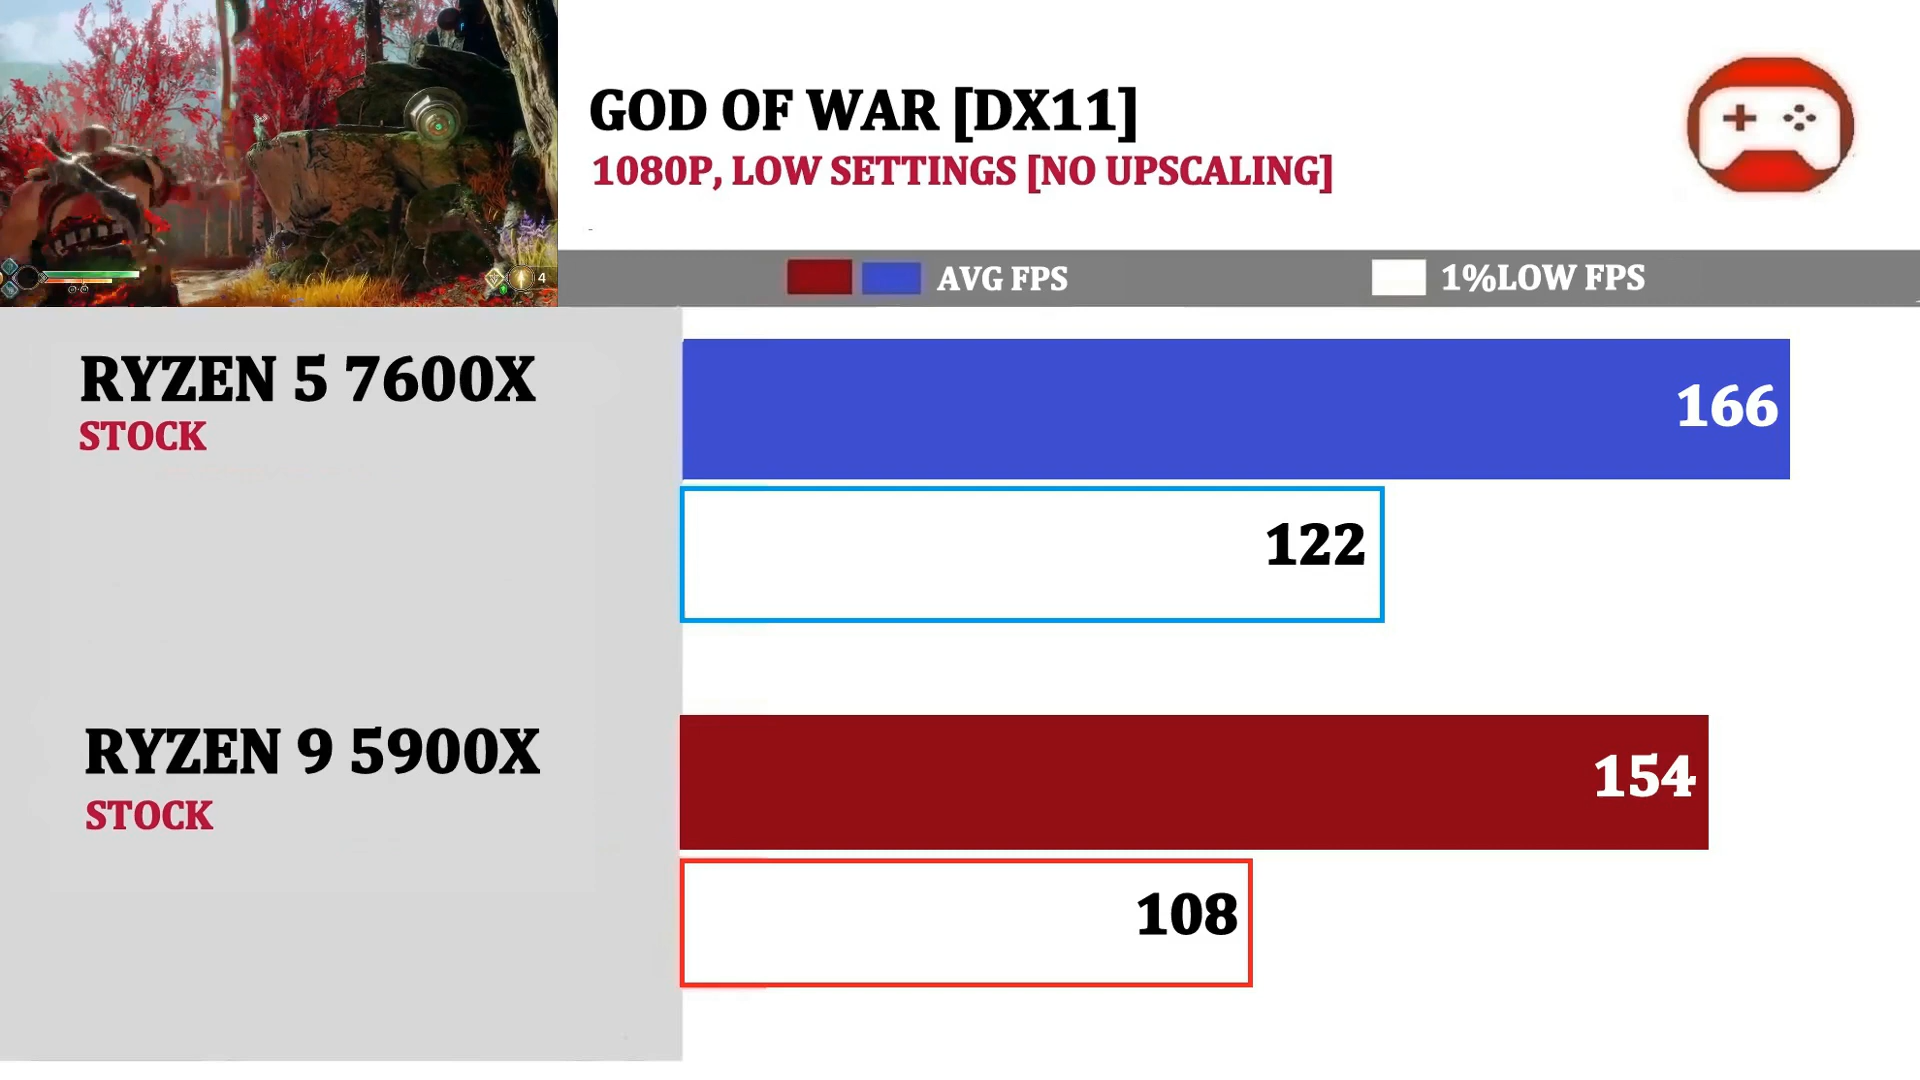 GOD OF WAR [DX11]
1080P, LOW SETTINGS [NO UPSCALING]
-
AVG FPS
1%LOW FPS
4
RYZEN 5 7600X
STOCK
166
122
RYZEN 9 5900X
STOCK
154
108